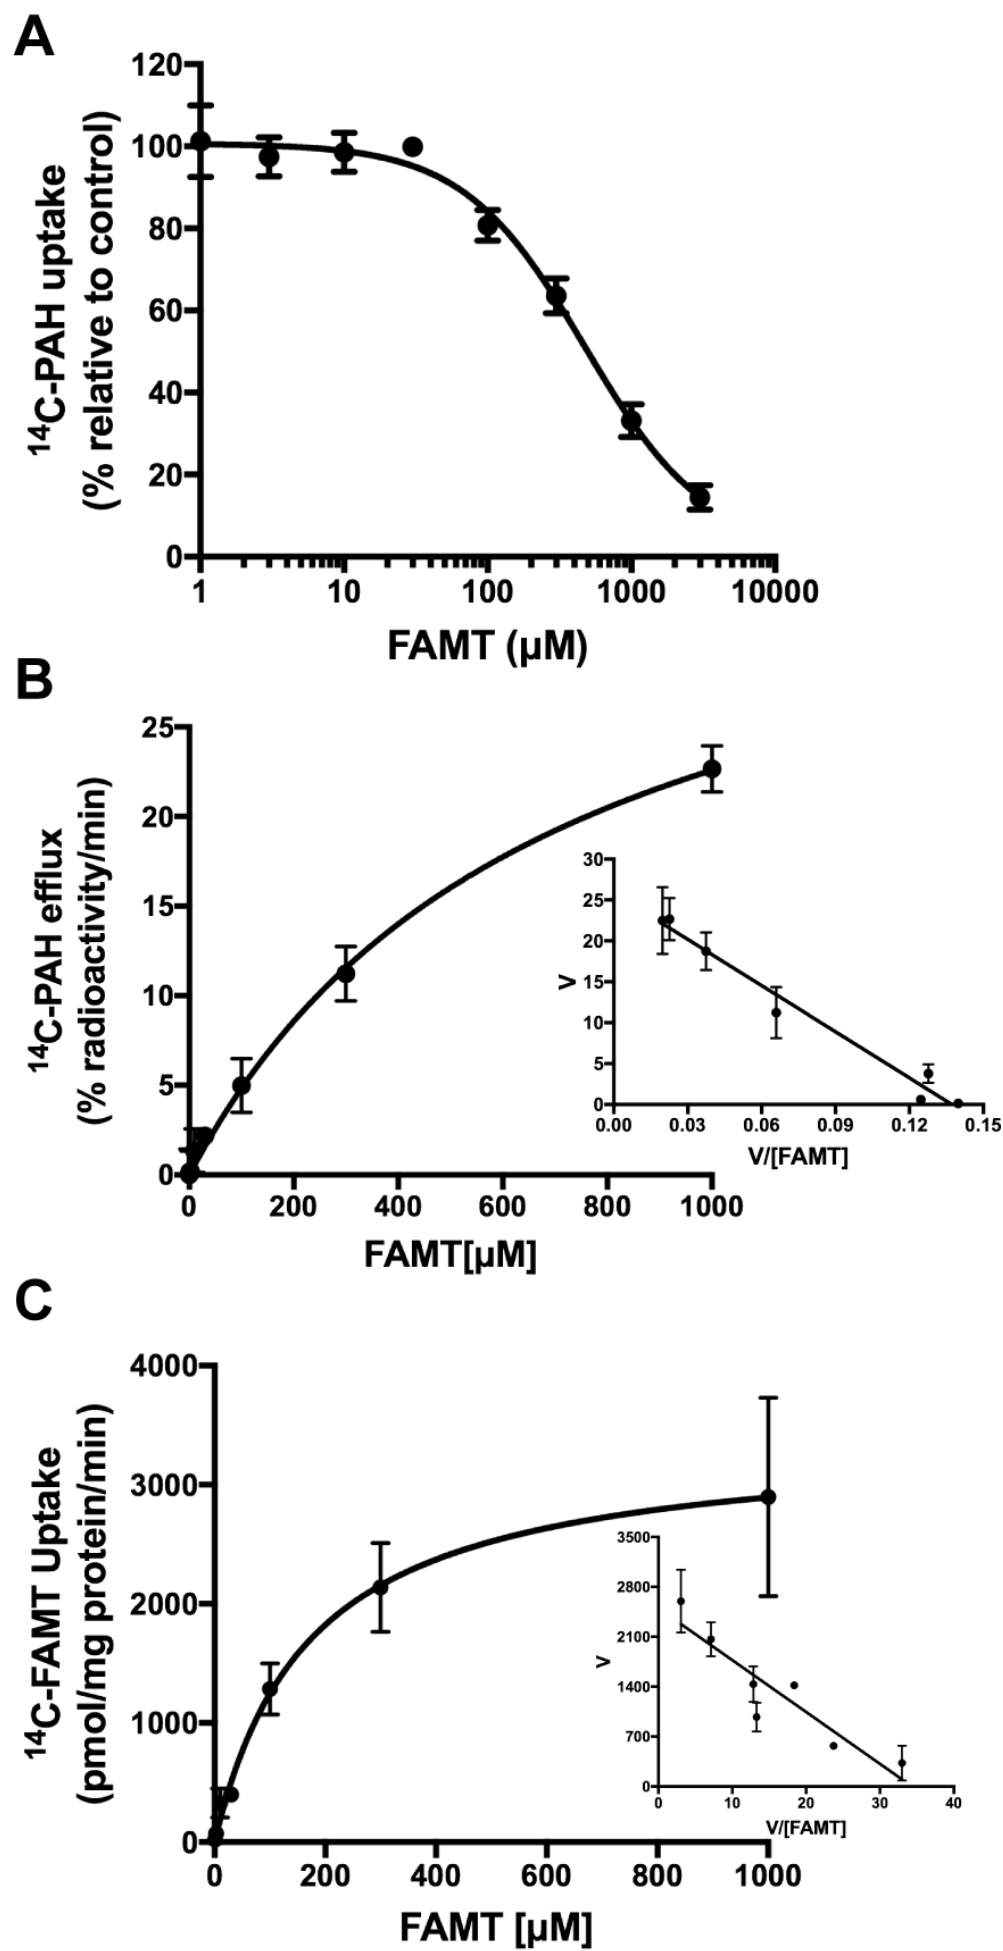 A
120
100
80
60
40
20
0
¹⁴C-PAH uptake
(% relative to control)
1 10 100 1000 10000
FAMT (µM)
B
25
20
15
10
5
0
¹⁴C-PAH efflux
(% radioactivity/min)
0 200 400 600 800 1000
FAMT[µM]
30
25
20
15
10
5
0
V
0.00 0.03 0.06 0.09 0.12 0.15
V/[FAMT]
C
4000
3000
2000
1000
0
¹⁴C-FAMT Uptake
(pmol/mg protein/min)
0 200 400 600 800 1000
FAMT [µM]
3500
2800
2100
1400
700
0
V
0 10 20 30 40
V/[FAMT]